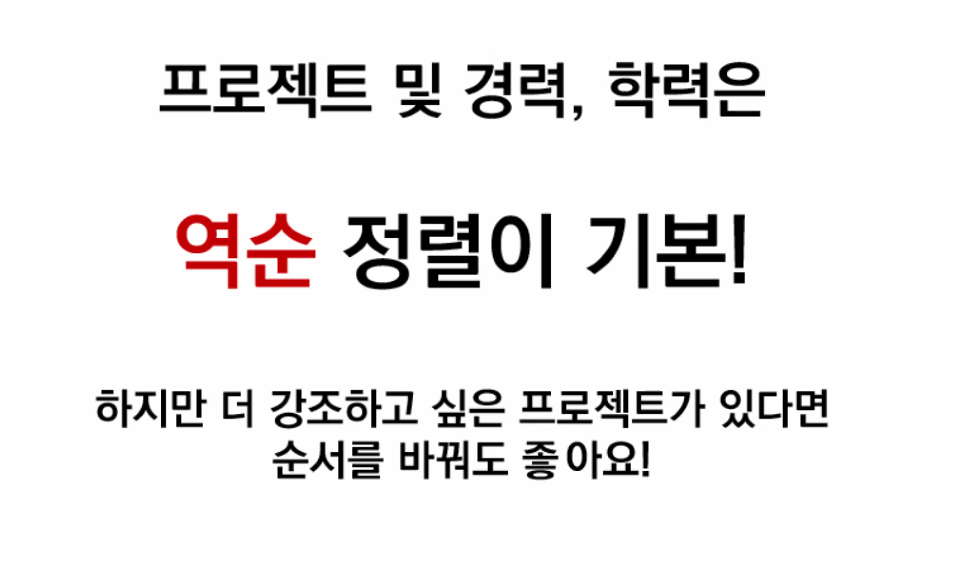 프로젝트 및 경력, 학력은
역순 정렬이 기본!
하지만 더 강조하고 싶은 프로젝트가 있다면
순서를 바꿔도 좋아요!